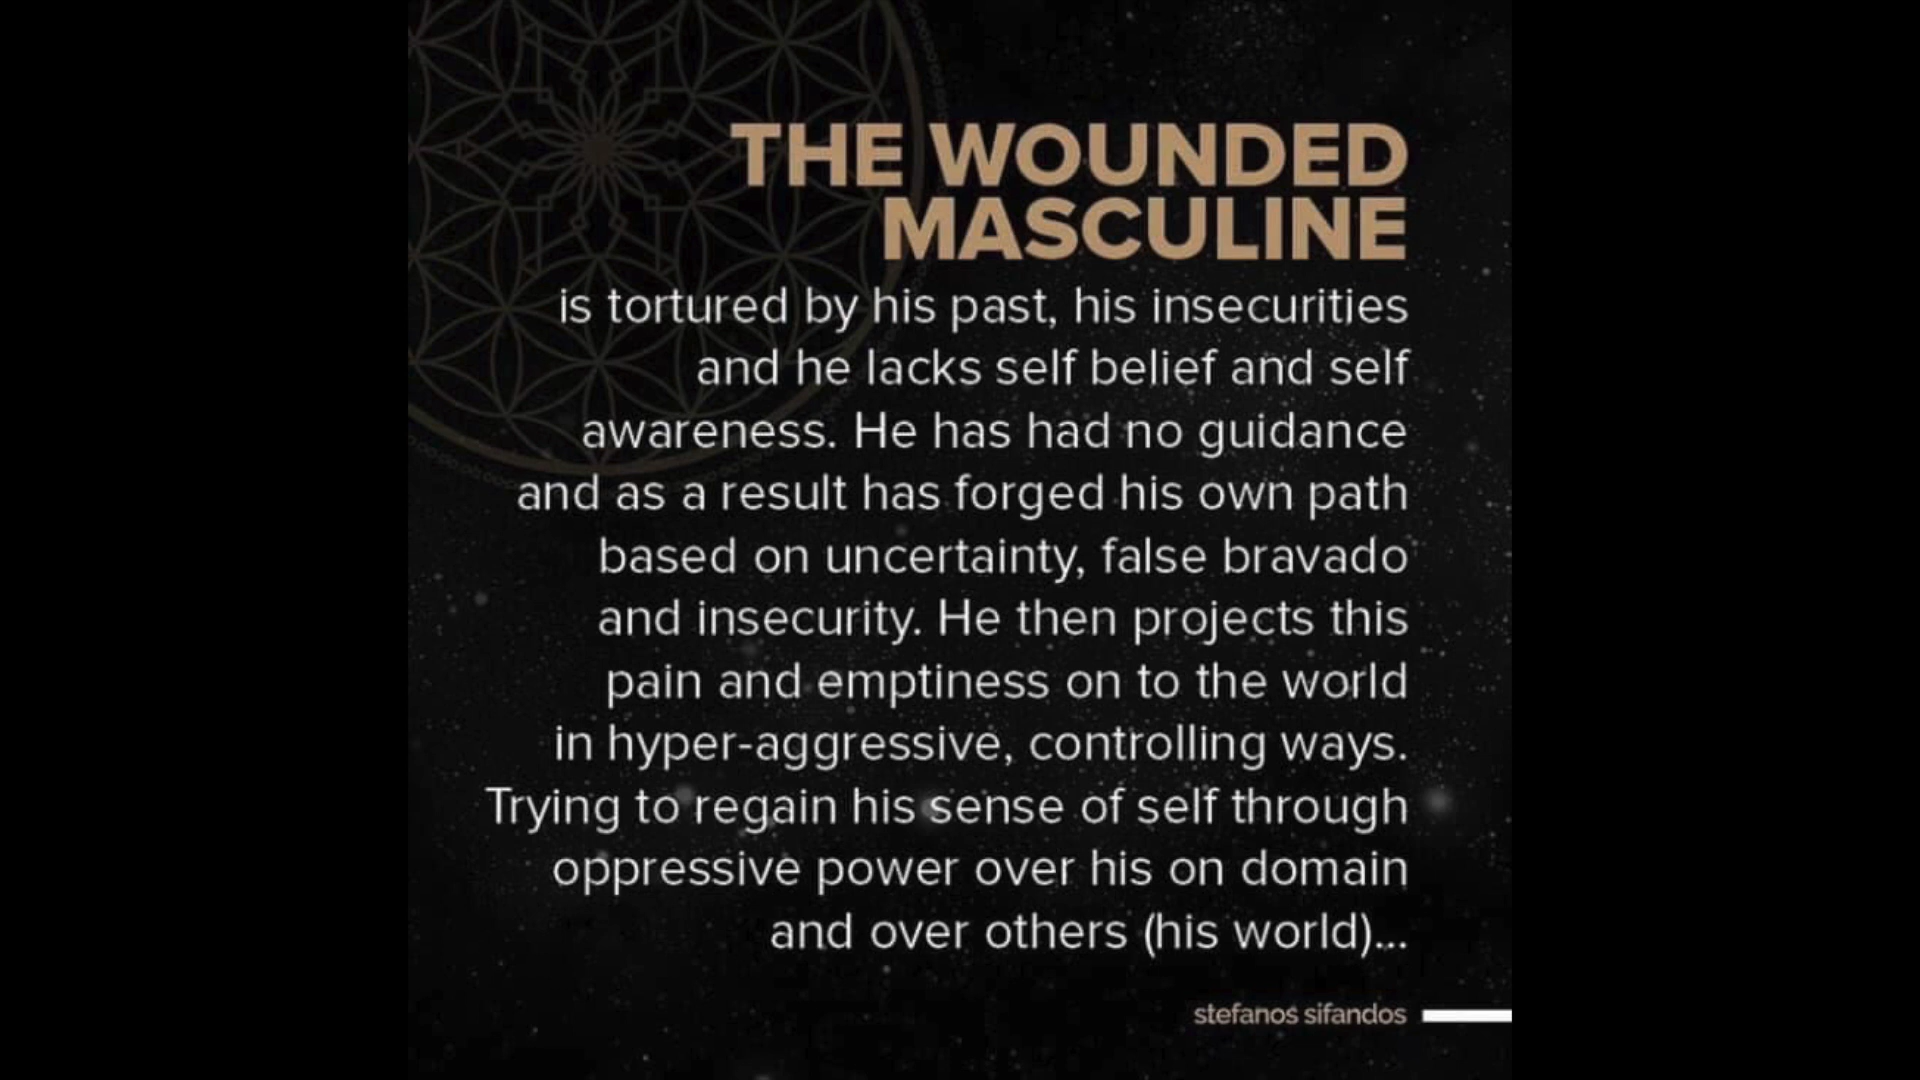 THE WOUNDED
MASCULINE
is tortured by his past, his insecurities
and he lacks self belief and self
awareness. He has had no guidance
and as a result has forged his own path
based on uncertainty, false bravado
and insecurity. He then projects this
pain and emptiness on to the world
in hyper-aggressive, controlling ways.
Trying to regain his sense of self through
oppressive power over his on domain
and over others (his world)...
stefanos sifandos